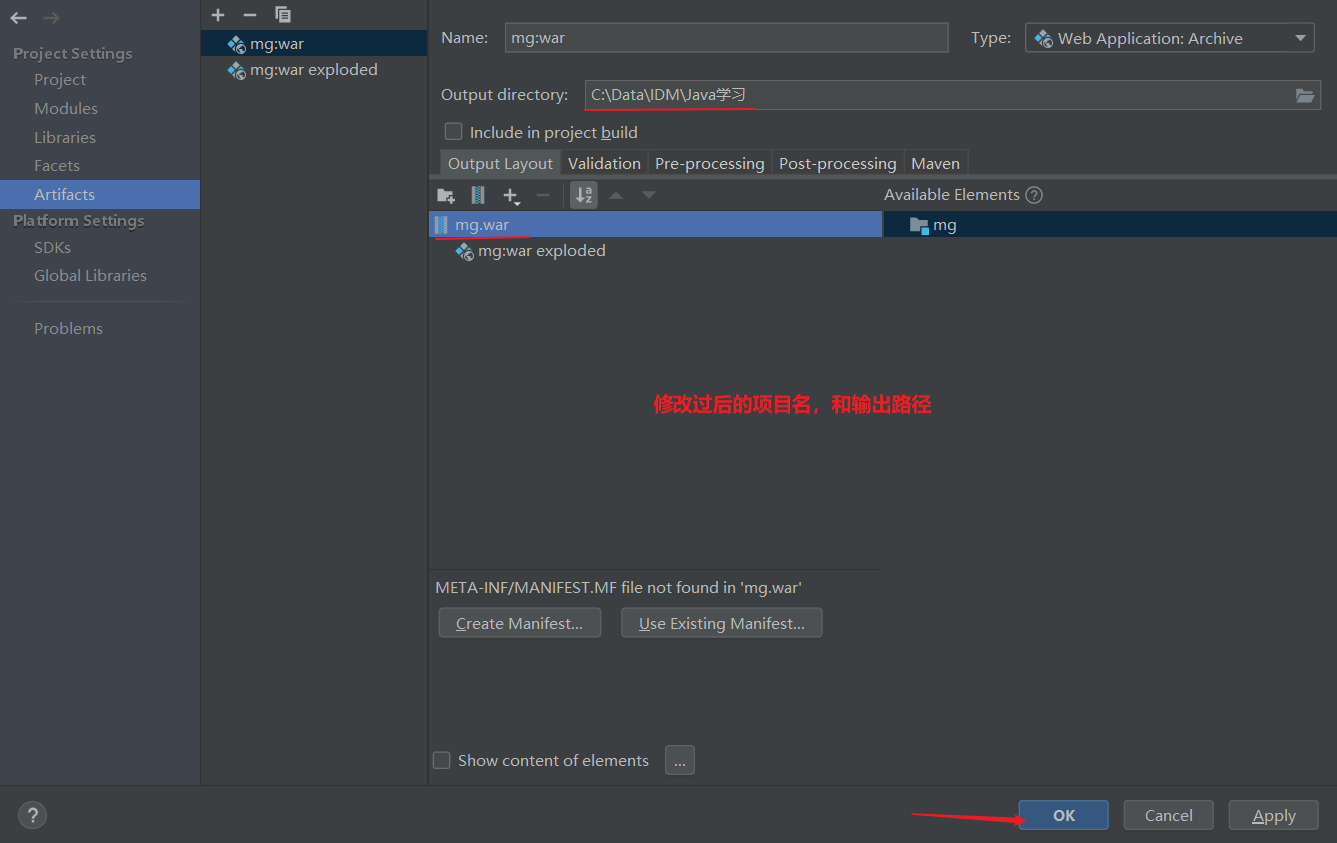 Project Settings
Project
Modules
Libraries
Facets
Artifacts
Platform Settings
SDKs
Global Libraries
Problems
mg:war
mg:war exploded
Name: mg:war
Type: Web Application: Archive
Output directory: C:\Data\IDM\Java学习
Include in project build
Output Layout Validation Pre-processing Post-processing Maven
Available Elements ?
mg.war
mg
mg:war exploded
修改过后的项目名，和输出路径
META-INF/MANIFEST.MF file not found in 'mg.war'
Create Manifest... Use Existing Manifest...
Show content of elements ...
? OK Cancel Apply